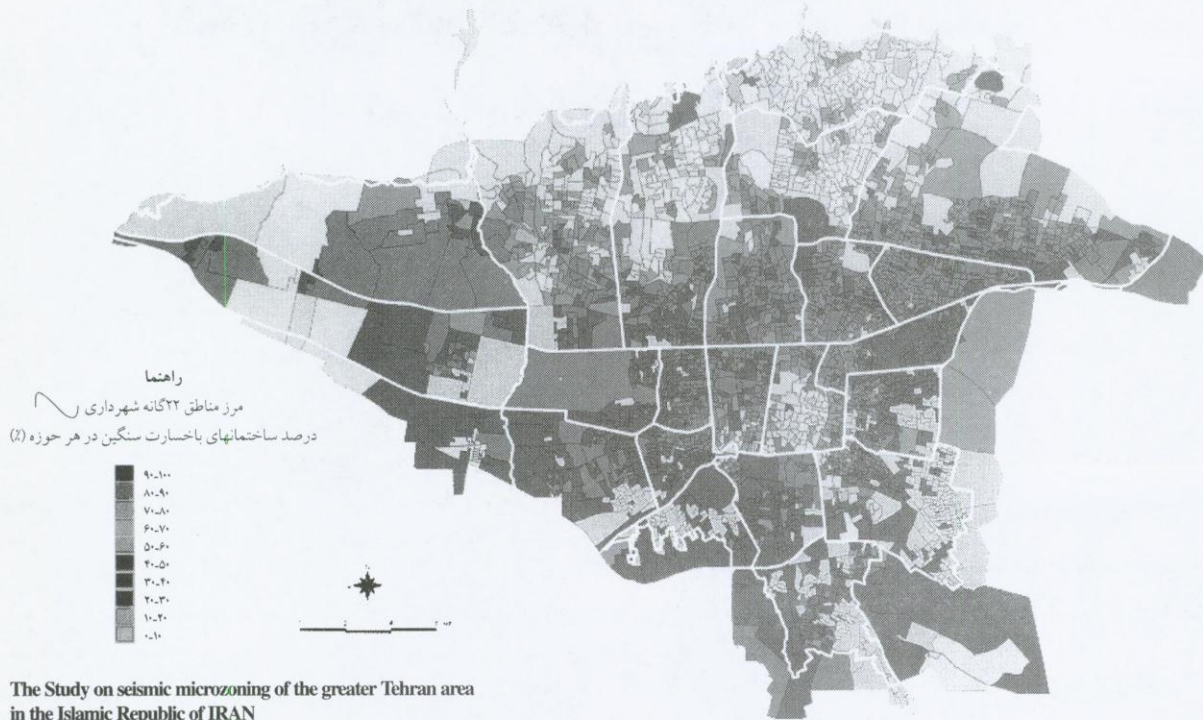 راهنما
مرز مناطق ۲۲گانه شهرداری
درصد ساختمانهای باخسارت سنگین در هر حوزه (٪)
۹۰-۱۰۰
۸۰-۹۰
۷۰-۸۰
۶۰-۷۰
۵۰-۶۰
۴۰-۵۰
۳۰-۴۰
۲۰-۳۰
۱۰-۲۰
۰-۱۰
The Study on seismic microzoning of the greater Tehran area
in the Islamic Republic of IRAN